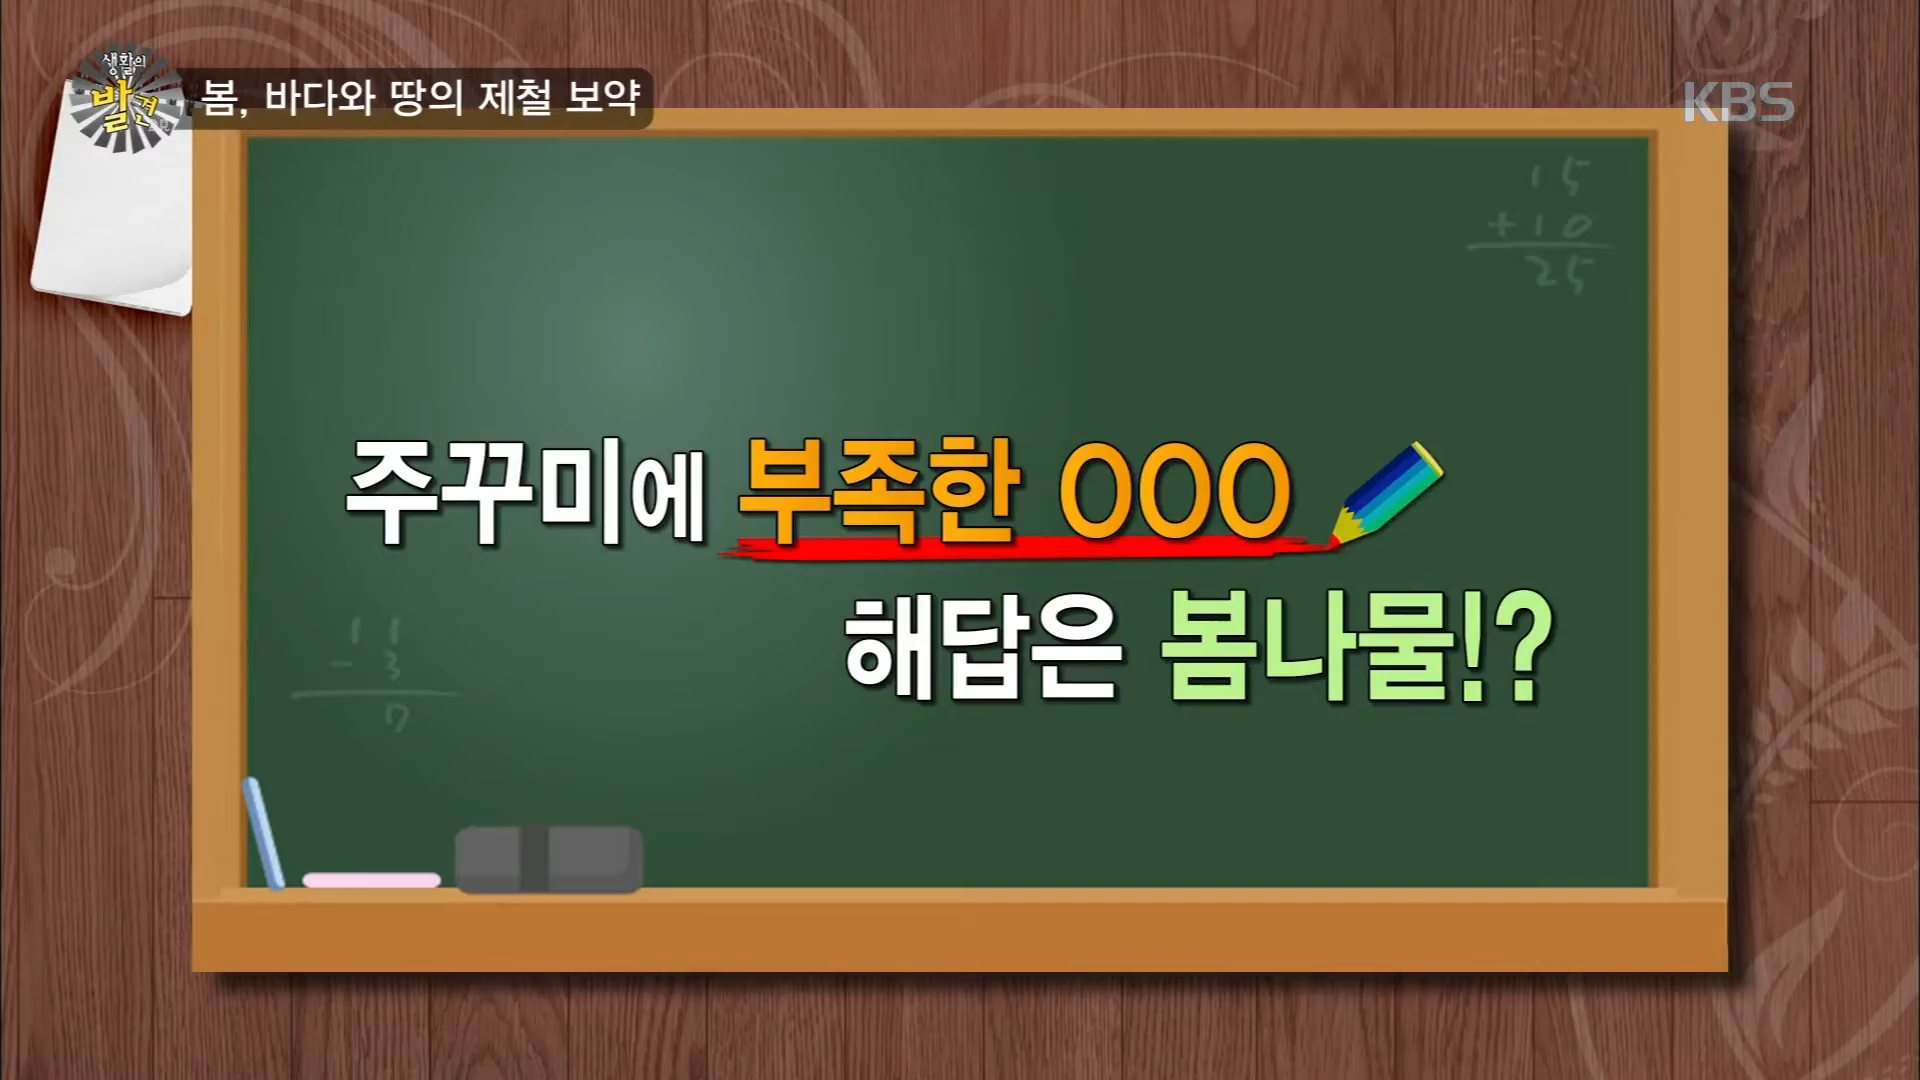 생활의
발견
봄, 바다와 땅의 제철 보약
KBS
15
+10
25
주꾸미에 부족한 OOO
해답은 봄나물!?
11
- 3
7